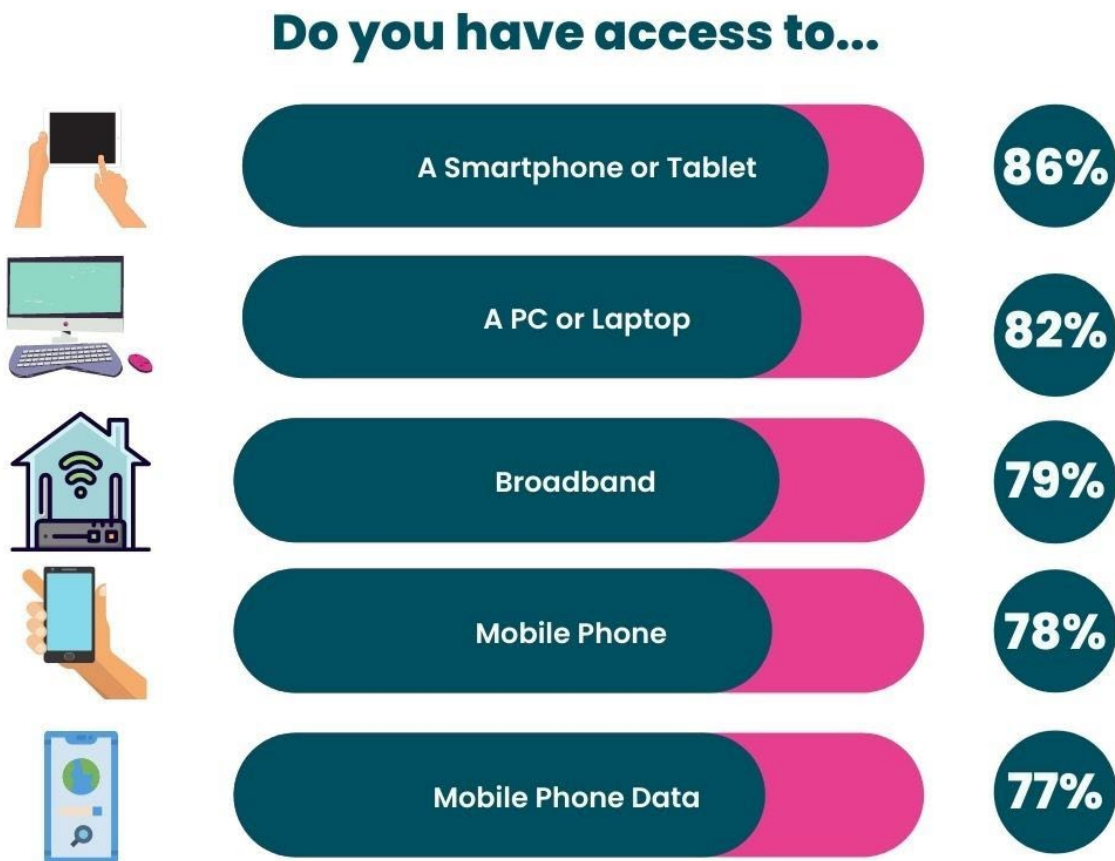 Do you have access to...
A Smartphone or Tablet
86%
A PC or Laptop
82%
Broadband
79%
Mobile Phone
78%
Mobile Phone Data
77%